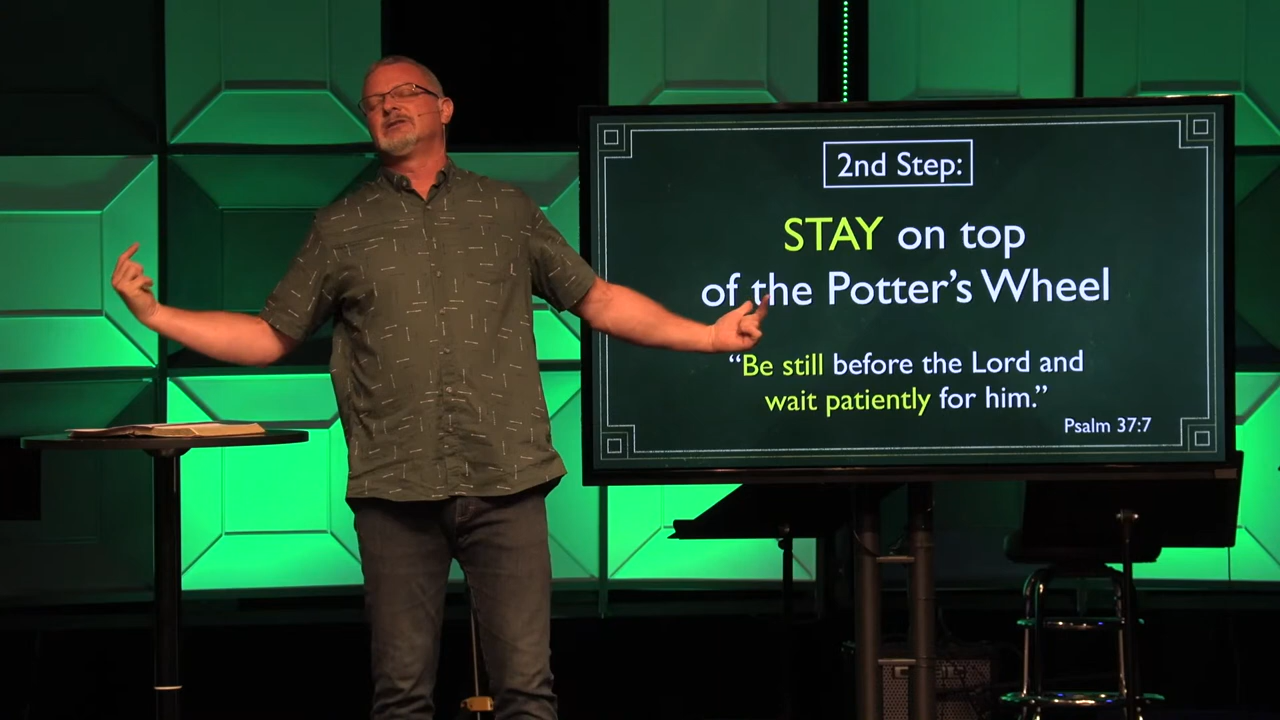 2nd Step:
STAY on top
of the Potter’s Wheel
“Be still before the Lord and
wait patiently for him.”
Psalm 37:7